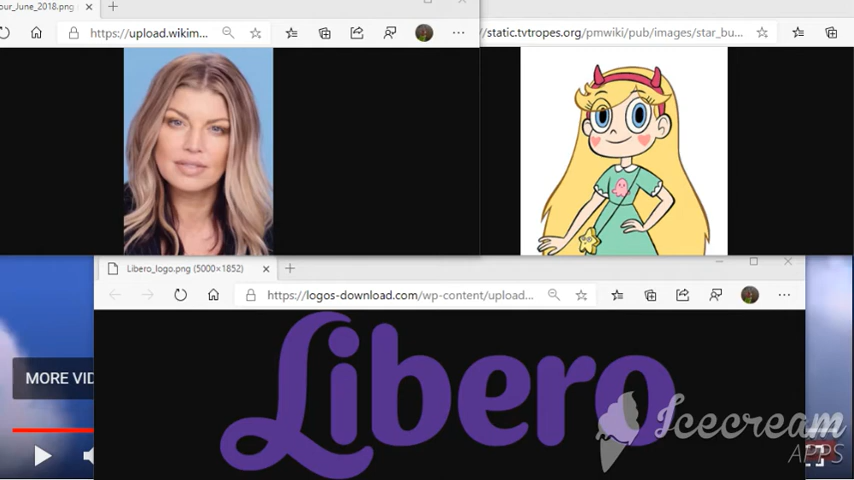 our_June_2018.png
https://upload.wikim...
static.tvtropes.org/pmwiki/pub/images/star_bu...
Libero_logo.png (5000×1852)
https://logos-download.com/wp-content/upload...
Libero
MORE VID
Icecream
APPS